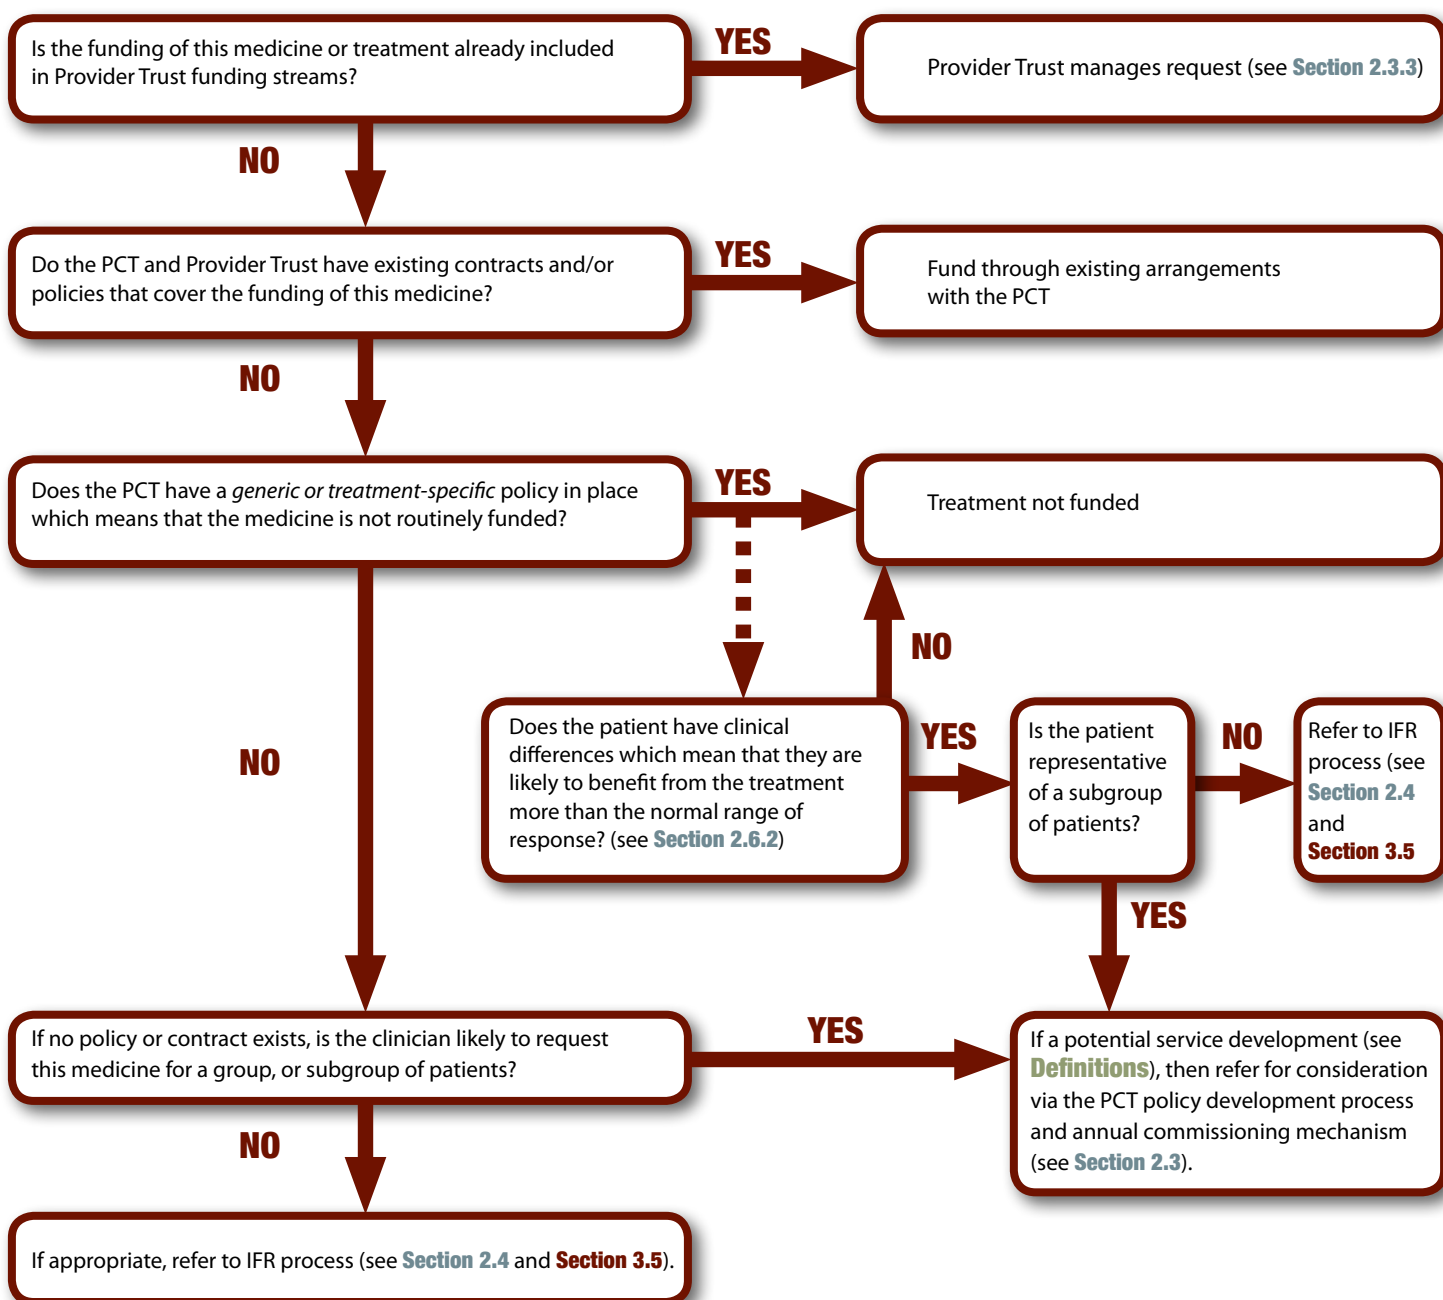 Is the funding of this medicine or treatment already included
in Provider Trust funding streams?
YES
Provider Trust manages request (see Section 2.3.3)
NO
Do the PCT and Provider Trust have existing contracts and/or
policies that cover the funding of this medicine?
YES
Fund through existing arrangements
with the PCT
NO
Does the PCT have a generic or treatment-specific policy in place
which means that the medicine is not routinely funded?
YES
Treatment not funded
NO
Does the patient have clinical
differences which mean that they are
likely to benefit from the treatment
more than the normal range of
response? (see Section 2.6.2)
NO
YES
Is the patient
representative
of a subgroup
of patients?
NO
Refer to IFR
process (see
Section 2.4
and
Section 3.5
YES
If no policy or contract exists, is the clinician likely to request
this medicine for a group, or subgroup of patients?
YES
If a potential service development (see
Definitions), then refer for consideration
via the PCT policy development process
and annual commissioning mechanism
(see Section 2.3).
NO
If appropriate, refer to IFR process (see Section 2.4 and Section 3.5).